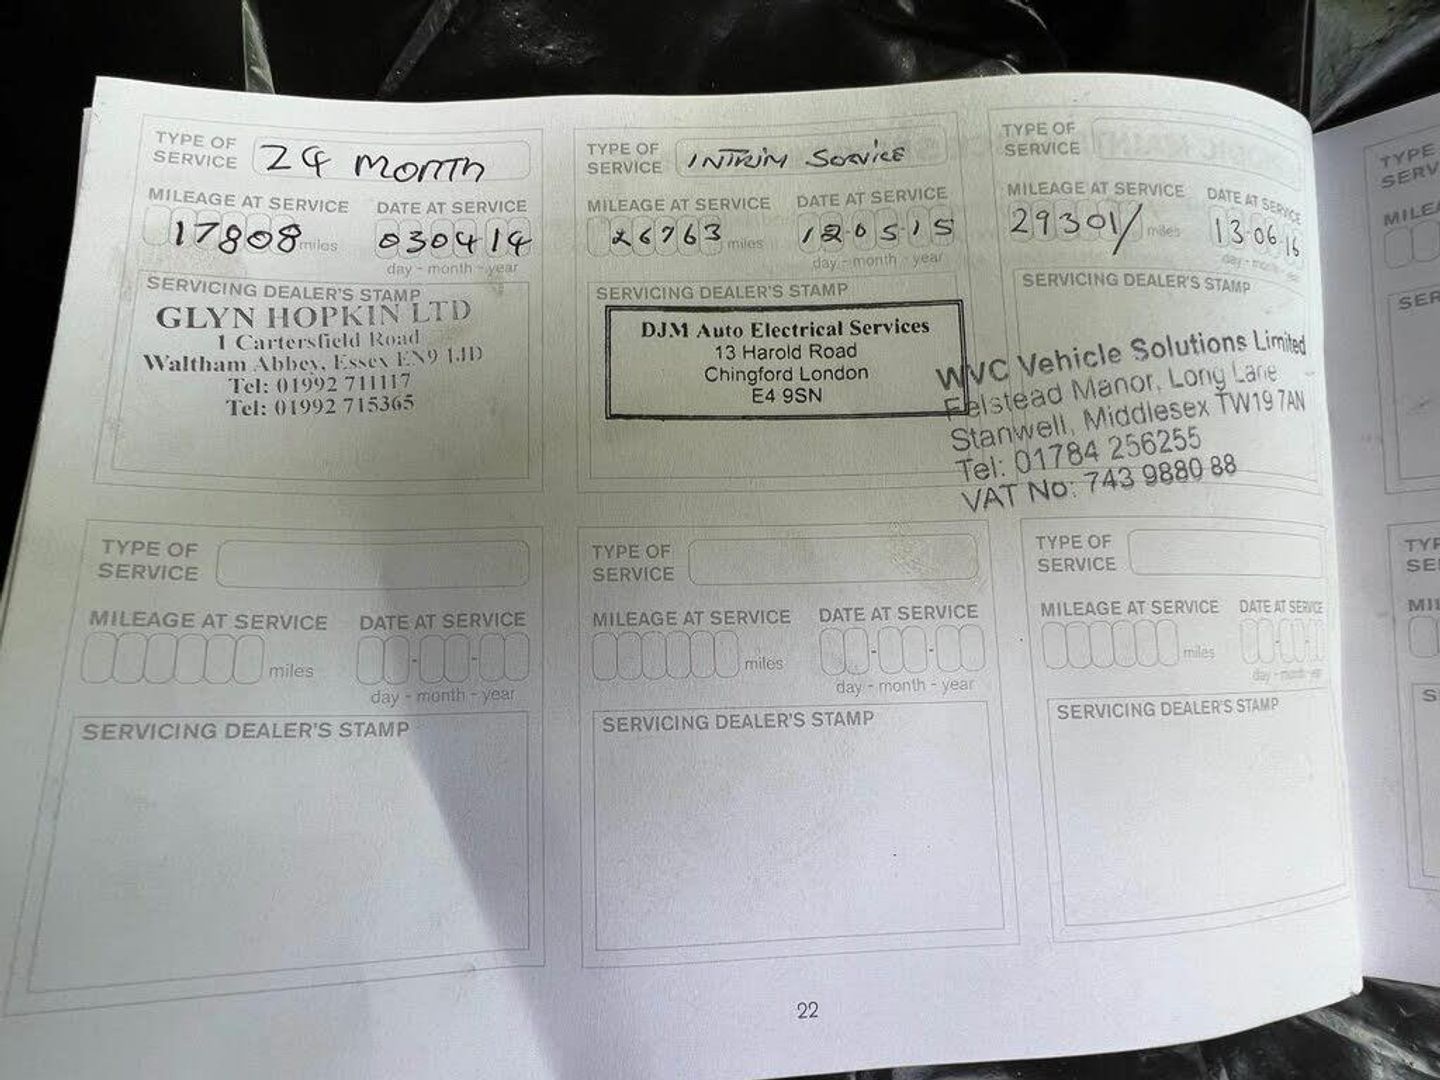 TYPE OF SERVICE 24 MONTH
MILEAGE AT SERVICE DATE AT SERVICE
17808 miles 030414
day - month - year
SERVICING DEALER'S STAMP
GLYN HOPKIN LTD
1 Cartersfield Road
Waltham Abbey, Essex EN9 1JD
Tel: 01992 711117
Tel: 01992 715365
TYPE OF SERVICE INTRIM SERVICE
MILEAGE AT SERVICE DATE AT SERVICE
26763 miles 12-05-15
day - month - year
SERVICING DEALER'S STAMP
DJM Auto Electrical Services
13 Harold Road
Chingford London
E4 9SN
TYPE OF SERVICE
MILEAGE AT SERVICE DATE AT SERVICE
29301/ miles 13-06-16
SERVICING DEALER'S STAMP
WVC Vehicle Solutions Limited
Felstead Manor, Long Lane
Stanwell, Middlesex TW19 7AN
Tel: 01784 256255
VAT No: 743 9880 88
TYPE OF SERVICE
MILEAGE AT SERVICE DATE AT SERVICE
miles
day - month - year
SERVICING DEALER'S STAMP
TYPE OF SERVICE
MILEAGE AT SERVICE DATE AT SERVICE
miles
day - month - year
SERVICING DEALER'S STAMP
TYPE OF SERVICE
MILEAGE AT SERVICE DATE AT SERVICE
miles
SERVICING DEALER'S STAMP
22